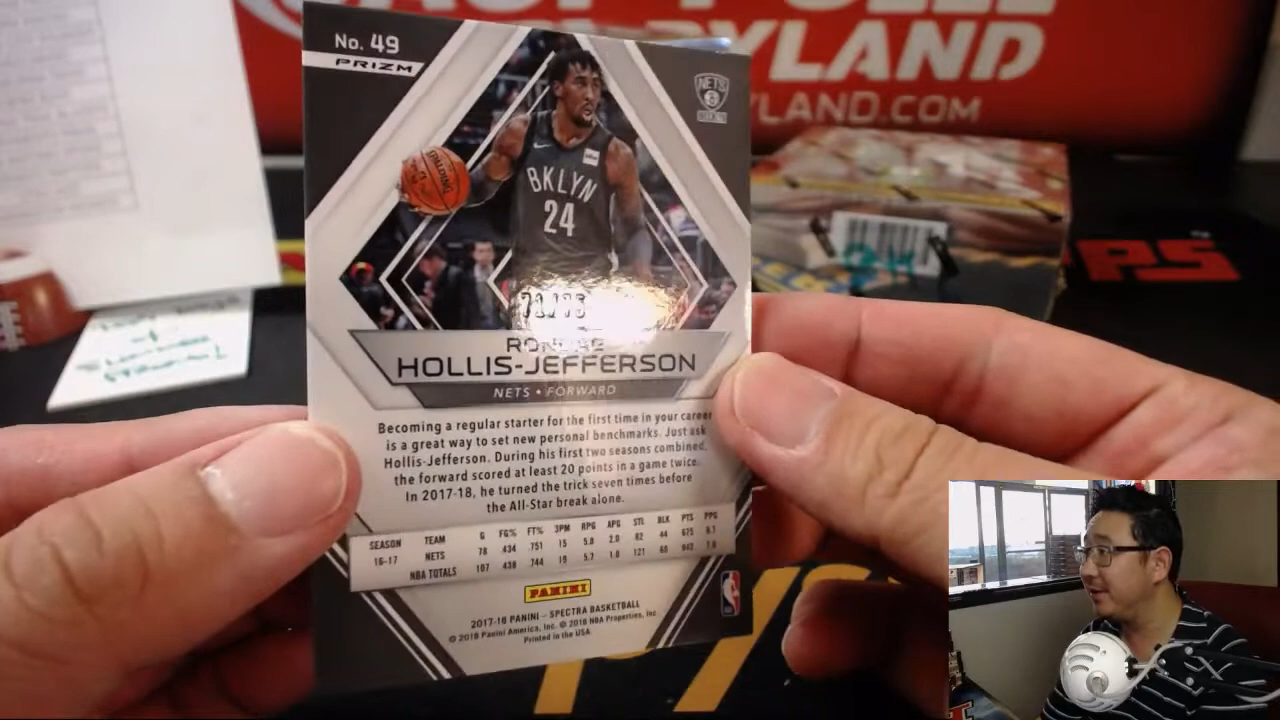 No. 49
PRIZM
NETS
SPALDING
BKLYN
24
HOLLIS-JEFFERSON
NETS • FORWARD
Becoming a regular starter for the first time in your career
is a great way to set new personal benchmarks. Just ask
Hollis-Jefferson. During his first two seasons combined,
the forward scored at least 20 points in a game twice.
In 2017-18, he turned the trick seven times before
the All-Star break alone.
SEASON TEAM G FG% FT% 3PM RPG APG STL BLK PTS PPG
16-17 NETS 78 .434 .751 15 5.8 2.0 82 44 675 8.7
NBA TOTALS 107 .438 .744 19 5.7 1.8 121 60 842 7.9
PANINI
2017-18 PANINI – SPECTRA BASKETBALL
© 2018 Panini America, Inc. © 2018 NBA Properties, Inc.
Printed in the USA
RYLAND
YLAND.COM
PS